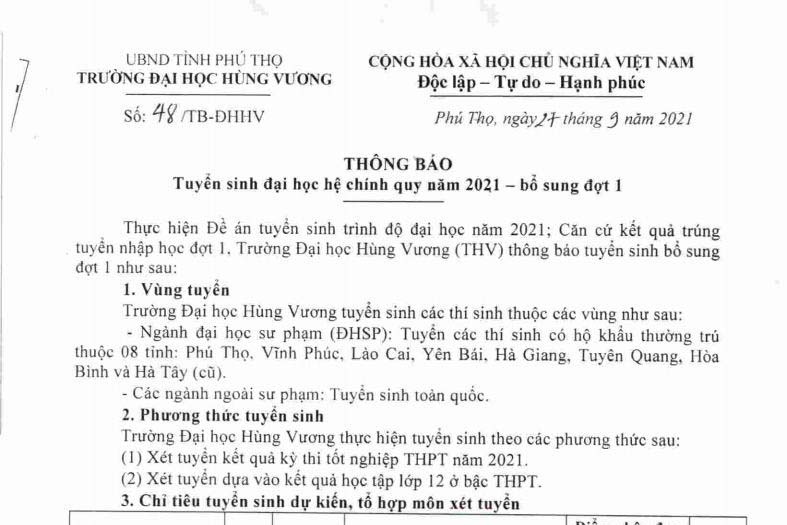 UBND TỈNH PHÚ THỌ
TRƯỜNG ĐẠI HỌC HÙNG VƯƠNG
Số: 48/TB-ĐHHV
CỘNG HÒA XÃ HỘI CHỦ NGHĨA VIỆT NAM
Độc lập – Tự do – Hạnh phúc
Phú Thọ, ngày 27 tháng 9 năm 2021
THÔNG BÁO
Tuyển sinh đại học hệ chính quy năm 2021 – bổ sung đợt 1
Thực hiện Đề án tuyển sinh trình độ đại học năm 2021; Căn cứ kết quả trúng
tuyển nhập học đợt 1, Trường Đại học Hùng Vương (THV) thông báo tuyển sinh bổ sung
đợt 1 như sau:
1. Vùng tuyển
Trường Đại học Hùng Vương tuyển sinh các thí sinh thuộc các vùng như sau:
- Ngành đại học sư phạm (ĐHSP): Tuyển các thí sinh có hộ khẩu thường trú
thuộc 08 tỉnh: Phú Thọ, Vĩnh Phúc, Lào Cai, Yên Bái, Hà Giang, Tuyên Quang, Hòa
Bình và Hà Tây (cũ).
- Các ngành ngoài sư phạm: Tuyển sinh toàn quốc.
2. Phương thức tuyển sinh
Trường Đại học Hùng Vương thực hiện tuyển sinh theo các phương thức sau:
(1) Xét tuyển kết quả kỳ thi tốt nghiệp THPT năm 2021.
(2) Xét tuyển dựa vào kết quả học tập lớp 12 ở bậc THPT.
3. Chỉ tiêu tuyển sinh dự kiến, tổ hợp môn xét tuyển